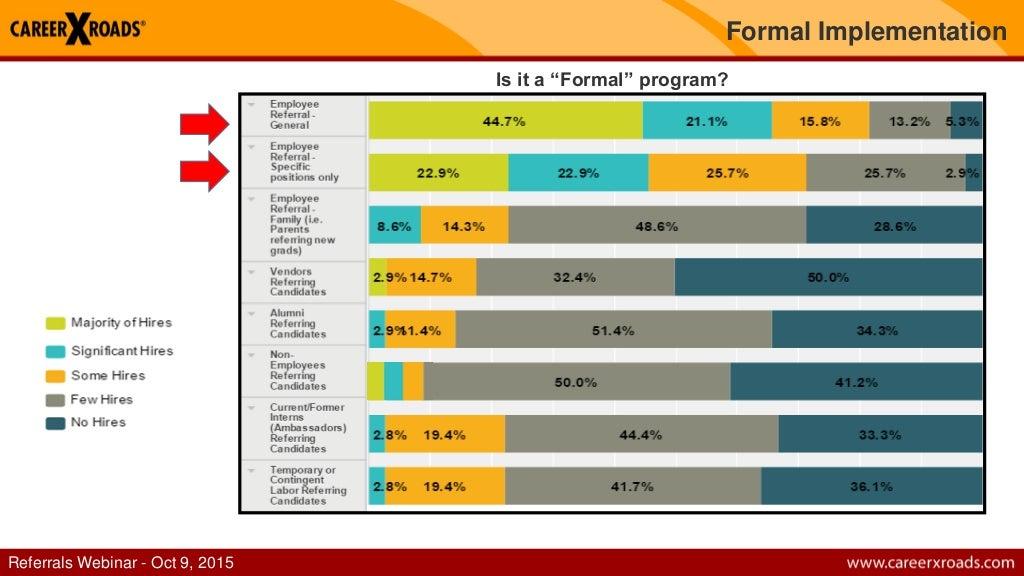 CAREERXROADS®
Formal Implementation
Is it a “Formal” program?
Employee
Referral -
General
44.7% 21.1% 15.8% 13.2% 5.3%
Employee
Referral -
Specific
positions only
22.9% 22.9% 25.7% 25.7% 2.9%
Employee
Referral -
Family (i.e.
Parents
referring new
grads)
8.6% 14.3% 48.6% 28.6%
Vendors
Referring
Candidates
2.9% 14.7% 32.4% 50.0%
Alumni
Referring
Candidates
2.9% 11.4% 51.4% 34.3%
Non-
Employees
Referring
Candidates
50.0% 41.2%
Current/Former
Interns
(Ambassadors)
Referring
Candidates
2.8% 19.4% 44.4% 33.3%
Temporary or
Contingent
Labor Referring
Candidates
2.8% 19.4% 41.7% 36.1%
Majority of Hires
Significant Hires
Some Hires
Few Hires
No Hires
Referrals Webinar - Oct 9, 2015
www.careerxroads.com